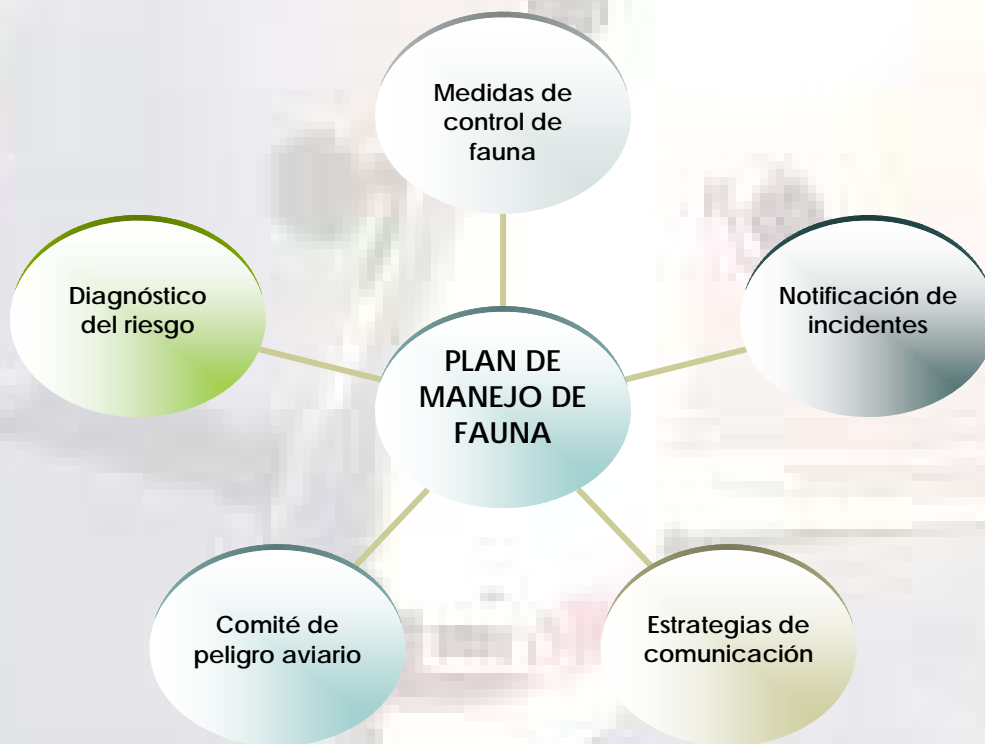 Medidas de
control de
fauna
Diagnóstico
del riesgo
Notificación de
incidentes
PLAN DE
MANEJO DE
FAUNA
Comité de
peligro aviario
Estrategias de
comunicación